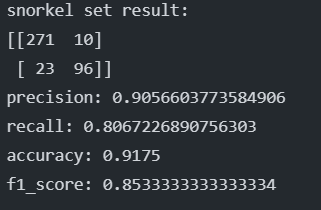 snorkel set result:
[[271  10]
 [ 23  96]]
precision: 0.9056603773584906
recall: 0.8067226890756303
accuracy: 0.9175
f1_score: 0.8533333333333334